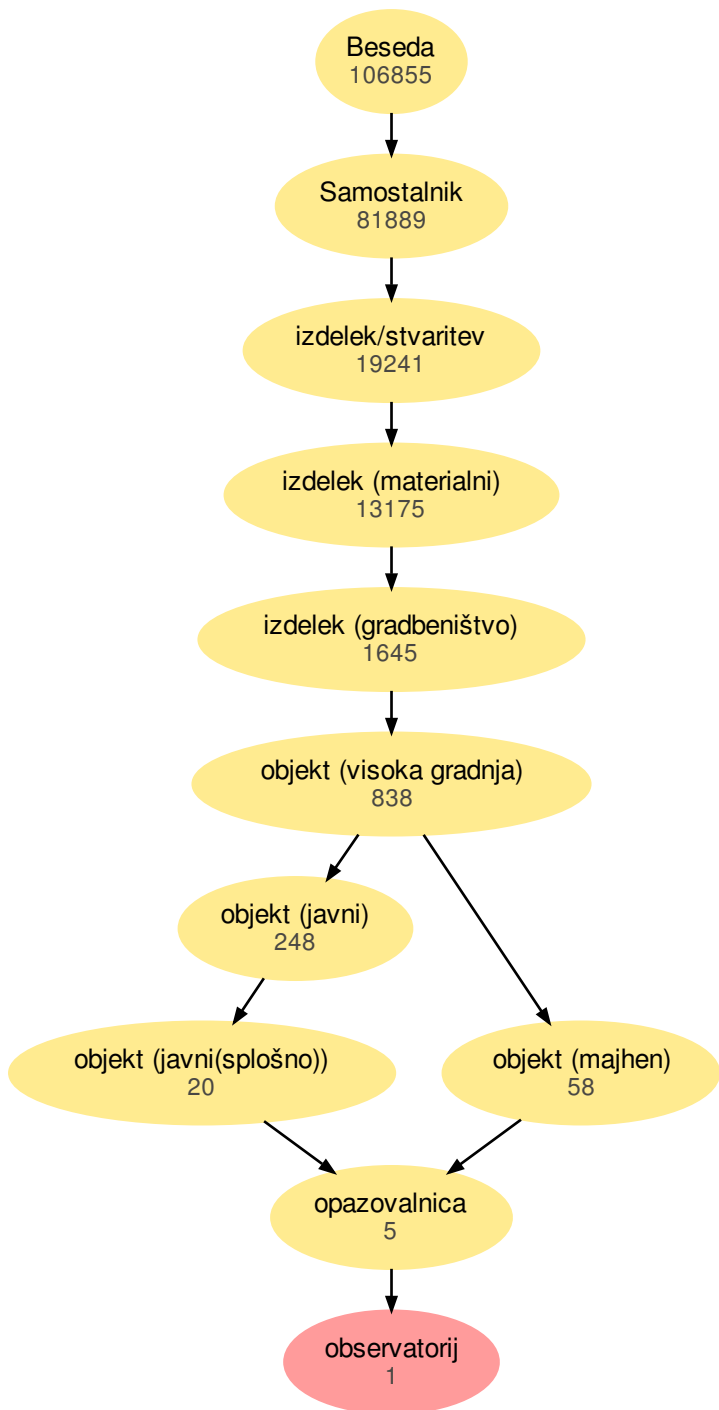 Beseda
106855
Samostalnik
81889
izdelek/stvaritev
19241
izdelek (materialni)
13175
izdelek (gradbeništvo)
1645
objekt (visoka gradnja)
838
objekt (javni)
248
objekt (javni(splošno))
20
objekt (majhen)
58
opazovalnica
5
observatorij
1